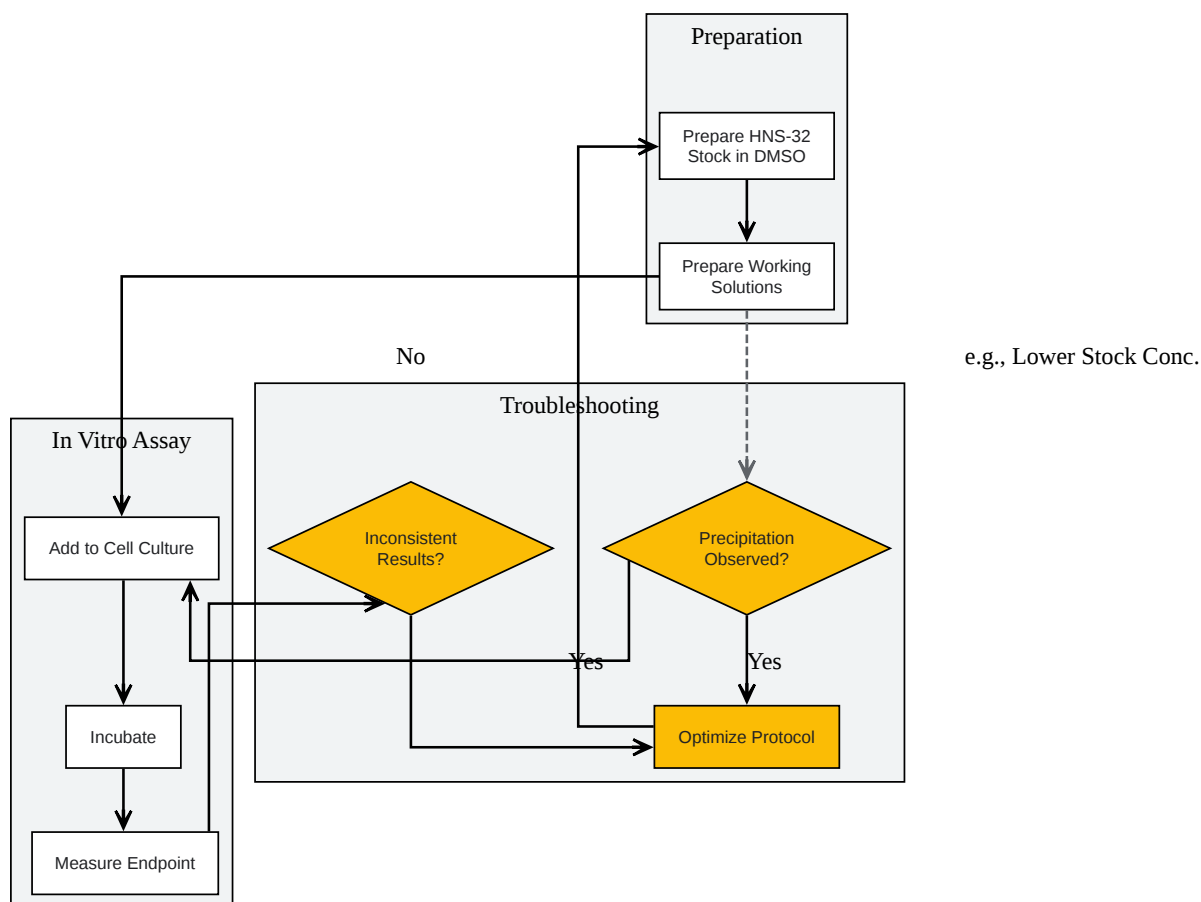 Preparation
Prepare HNS-32
Stock in DMSO
Prepare Working
Solutions
No
e.g., Lower Stock Conc.
Troubleshooting
In Vitro Assay
Add to Cell Culture
Inconsistent
Results?
Precipitation
Observed?
Yes
Yes
Incubate
Optimize Protocol
Measure Endpoint